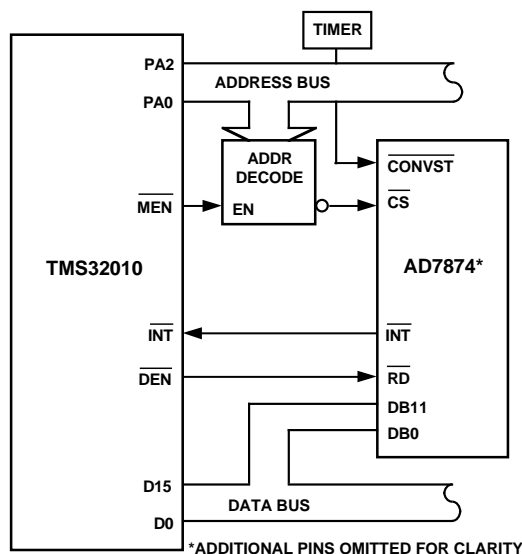 TIMER
PA2
ADDRESS BUS
PA0
ADDR
DECODE
EN
MEN
TMS32010
CONVST
CS
AD7874*
INT
INT
DEN
RD
DB11
DB0
D15
DATA BUS
D0
*ADDITIONAL PINS OMITTED FOR CLARITY